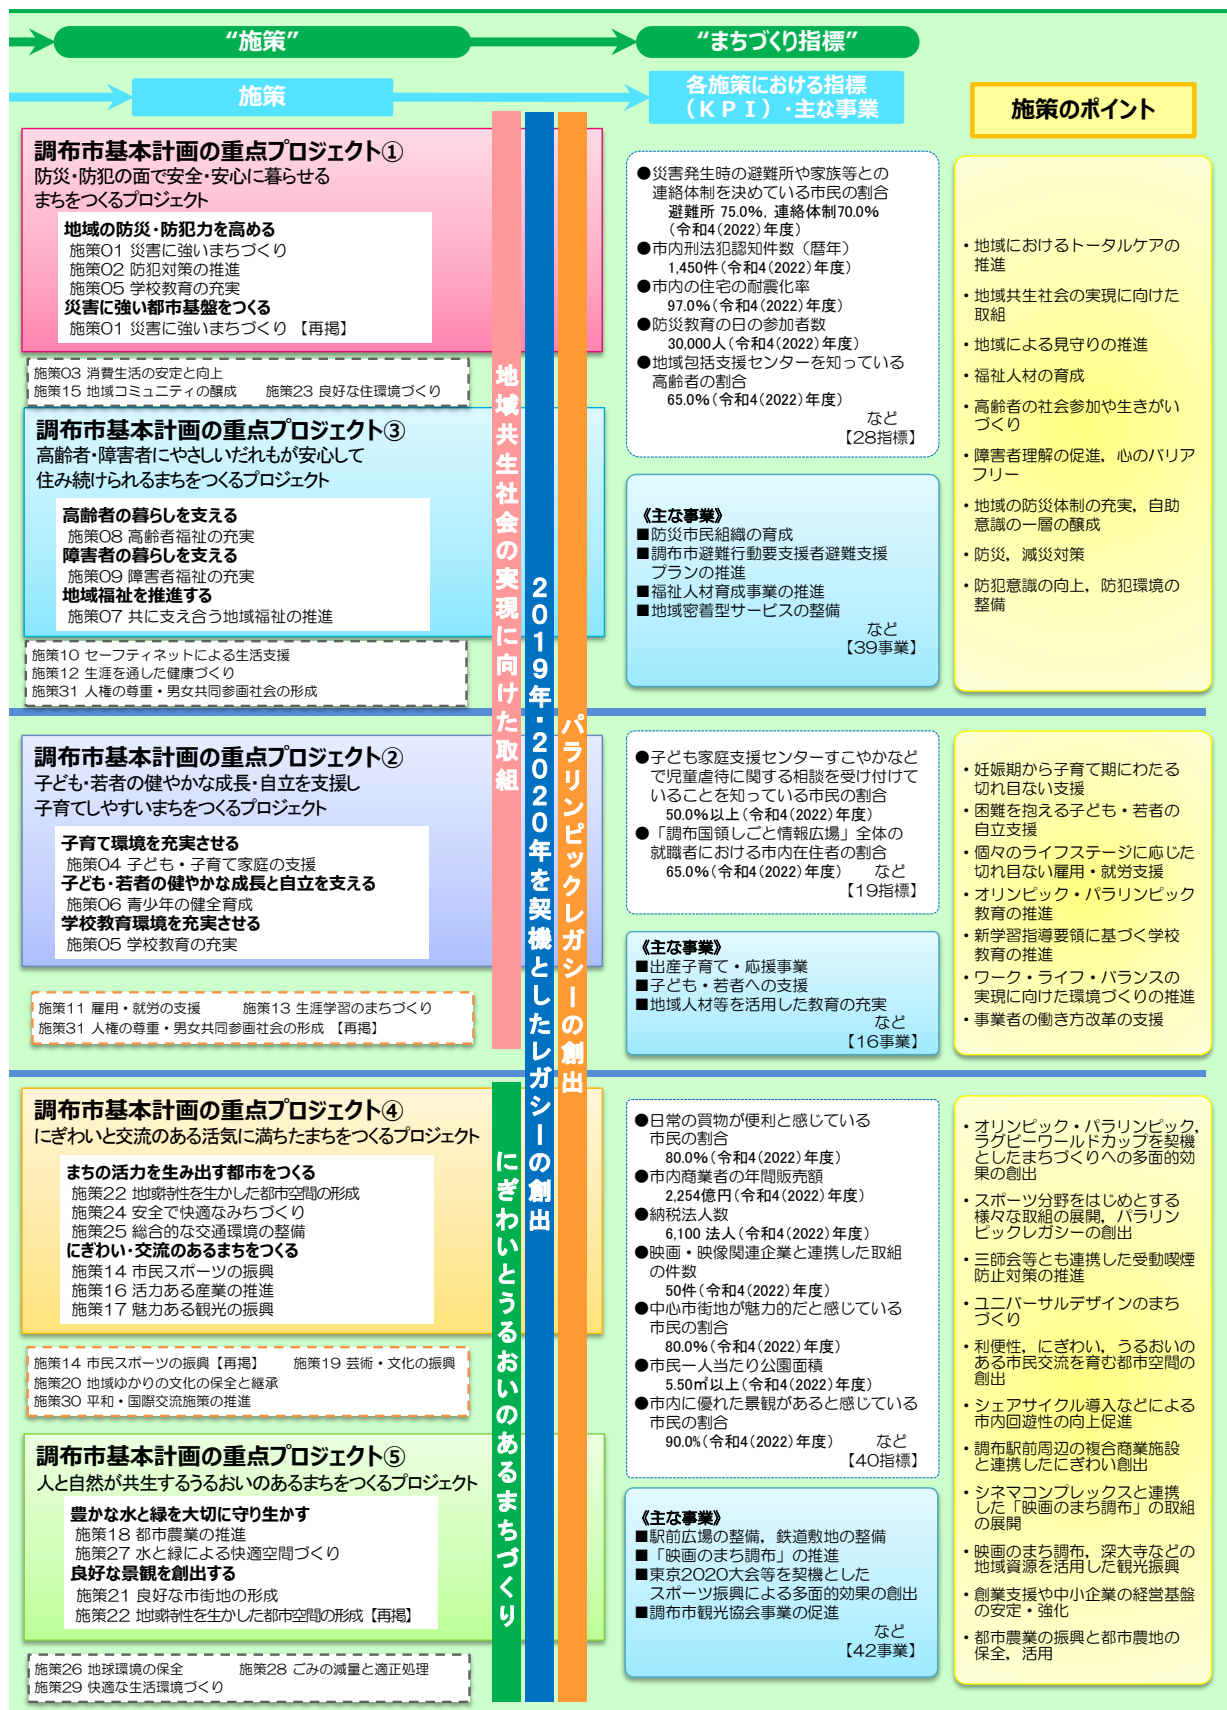 “施策”
“まちづくり指標”
施策
各施策における指標
（ＫＰＩ）・主な事業
施策のポイント
調布市基本計画の重点プロジェクト①
防災・防犯の面で安全・安心に暮らせる
まちをつくるプロジェクト
地域の防災・防犯力を高める
施策01 災害に強いまちづくり
施策02 防犯対策の推進
施策05 学校教育の充実
災害に強い都市基盤をつくる
施策01 災害に強いまちづくり 【再掲】
施策03 消費生活の安定と向上
施策15 地域コミュニティの醸成　施策23 良好な住環境づくり
調布市基本計画の重点プロジェクト③
高齢者・障害者にやさしいだれもが安心して
住み続けられるまちをつくるプロジェクト
高齢者の暮らしを支える
施策08 高齢者福祉の充実
障害者の暮らしを支える
施策09 障害者福祉の充実
地域福祉を推進する
施策07 共に支え合う地域福祉の推進
施策10 セーフティネットによる生活支援
施策12 生涯を通した健康づくり
施策31 人権の尊重・男女共同参画社会の形成
地域共生社会の実現に向けた取組
2019年・2020年を契機としたレガシーの創出
パラリンピックレガシーの創出
●災害発生時の避難所や家族等との
連絡体制を決めている市民の割合
避難所 75.0%，連絡体制70.0%
（令和4(2022)年度）
●市内刑法犯認知件数（暦年）
1,450件（令和4(2022)年度）
●市内の住宅の耐震化率
97.0%（令和4(2022)年度）
●防災教育の日の参加者数
30,000人（令和4(2022)年度）
●地域包括支援センターを知っている
高齢者の割合
65.0%（令和4(2022)年度）
など
【28指標】
《主な事業》
■防災市民組織の育成
■調布市避難行動要支援者避難支援
プランの推進
■福祉人材育成事業の推進
■地域密着型サービスの整備
など
【39事業】
・地域におけるトータルケアの
推進
・地域共生社会の実現に向けた
取組
・地域による見守りの推進
・福祉人材の育成
・高齢者の社会参加や生きがい
づくり
・障害者理解の促進，心のバリア
フリー
・地域の防災体制の充実，自助
意識の一層の醸成
・防災，減災対策
・防犯意識の向上，防犯環境の
整備
調布市基本計画の重点プロジェクト②
子ども・若者の健やかな成長・自立を支援し
子育てしやすいまちをつくるプロジェクト
子育て環境を充実させる
施策04 子ども・子育て家庭の支援
子ども・若者の健やかな成長と自立を支える
施策06 青少年の健全育成
学校教育環境を充実させる
施策05 学校教育の充実
施策11 雇用・就労の支援　施策13 生涯学習のまちづくり
施策31 人権の尊重・男女共同参画社会の形成 【再掲】
●子ども家庭支援センターすこやかなど
で児童虐待に関する相談を受け付けて
いることを知っている市民の割合
50.0%以上（令和4(2022)年度）
●「調布国領しごと情報広場」全体の
就職者における市内在住者の割合
65.0%（令和4(2022)年度）　など
【19指標】
《主な事業》
■出産子育て・応援事業
■子ども・若者への支援
■地域人材等を活用した教育の充実
など
【16事業】
・妊娠期から子育て期にわたる
切れ目ない支援
・困難を抱える子ども・若者の
自立支援
・個々のライフステージに応じた
切れ目ない雇用・就労支援
・オリンピック・パラリンピック
教育の推進
・新学習指導要領に基づく学校
教育の推進
・ワーク・ライフ・バランスの
実現に向けた環境づくりの推進
・事業者の働き方改革の支援
調布市基本計画の重点プロジェクト④
にぎわいと交流のある活気に満ちたまちをつくるプロジェクト
まちの活力を生み出す都市をつくる
施策22 地域特性を生かした都市空間の形成
施策24 安全で快適なみちづくり
施策25 総合的な交通環境の整備
にぎわい・交流のあるまちをつくる
施策14 市民スポーツの振興
施策16 活力ある産業の推進
施策17 魅力ある観光の振興
施策14 市民スポーツの振興【再掲】　施策19 芸術・文化の振興
施策20 地域ゆかりの文化の保全と継承
施策30 平和・国際交流施策の推進
調布市基本計画の重点プロジェクト⑤
人と自然が共生するうるおいのあるまちをつくるプロジェクト
豊かな水と緑を大切に守り生かす
施策18 都市農業の推進
施策27 水と緑による快適空間づくり
良好な景観を創出する
施策21 良好な市街地の形成
施策22 地域特性を生かした都市空間の形成【再掲】
施策26 地球環境の保全　施策28 ごみの減量と適正処理
施策29 快適な生活環境づくり
にぎわいとうるおいのあるまちづくり
●日常の買物が便利と感じている
市民の割合
80.0%（令和4(2022)年度）
●市内商業者の年間販売額
2,254億円（令和4(2022)年度）
●納税法人数
6,100 法人（令和4(2022)年度）
●映画・映像関連企業と連携した取組
の件数
50件（令和4(2022)年度）
●中心市街地が魅力的だと感じている
市民の割合
80.0%（令和4(2022)年度）
●市民一人当たり公園面積
5.50㎡以上（令和4(2022)年度）
●市内に優れた景観があると感じている
市民の割合
90.0%（令和4(2022)年度）　など
【40指標】
《主な事業》
■駅前広場の整備，鉄道敷地の整備
■「映画のまち調布」の推進
■東京2020大会等を契機とした
スポーツ振興による多面的効果の創出
■調布市観光協会事業の促進
など
【42事業】
・オリンピック・パラリンピック，
ラグビーワールドカップを契機
としたまちづくりへの多面的効
果の創出
・スポーツ分野をはじめとする
様々な取組の展開，パラリン
ピックレガシーの創出
・三師会等とも連携した受動喫煙
防止対策の推進
・ユニバーサルデザインのまち
づくり
・利便性，にぎわい，うるおいの
ある市民交流を育む都市空間の
創出
・シェアサイクル導入などによる
市内回遊性の向上促進
・調布駅前周辺の複合商業施設
と連携したにぎわい創出
・シネマコンプレックスと連携
した「映画のまち調布」の取組
の展開
・映画のまち調布，深大寺などの
地域資源を活用した観光振興
・創業支援や中小企業の経営基盤
の安定・強化
・都市農業の振興と都市農地の
保全，活用